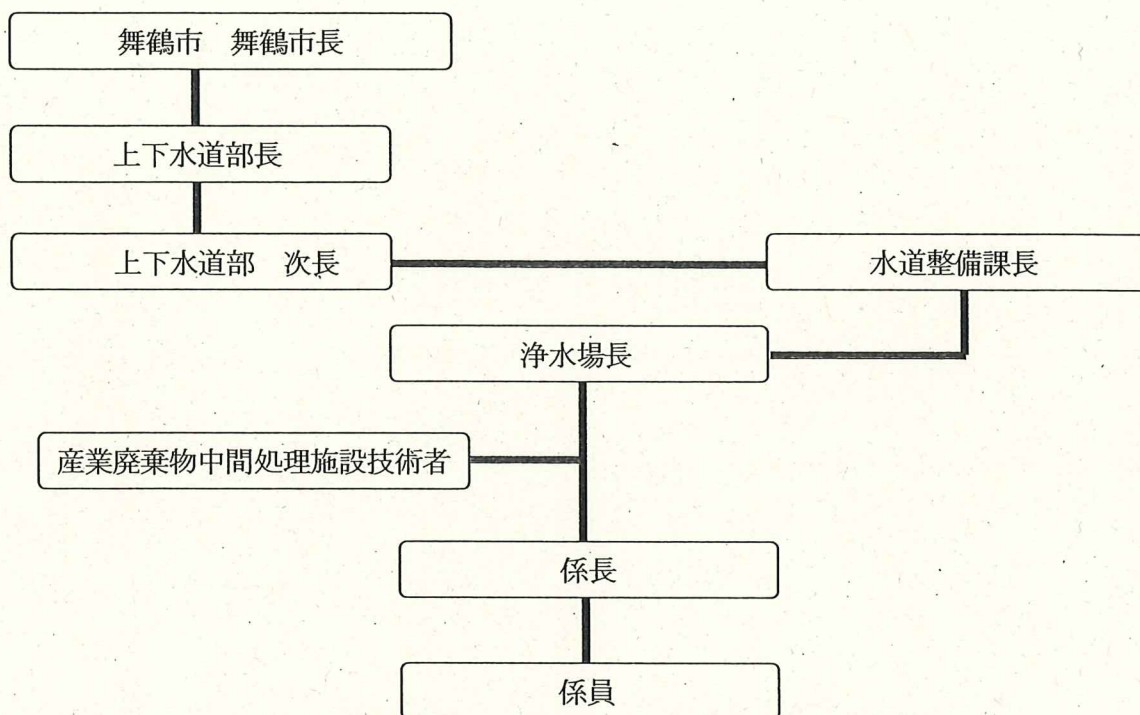 舞鶴市　舞鶴市長
上下水道部長
上下水道部　次長
水道整備課長
浄水場長
産業廃棄物中間処理施設技術者
係長
係員